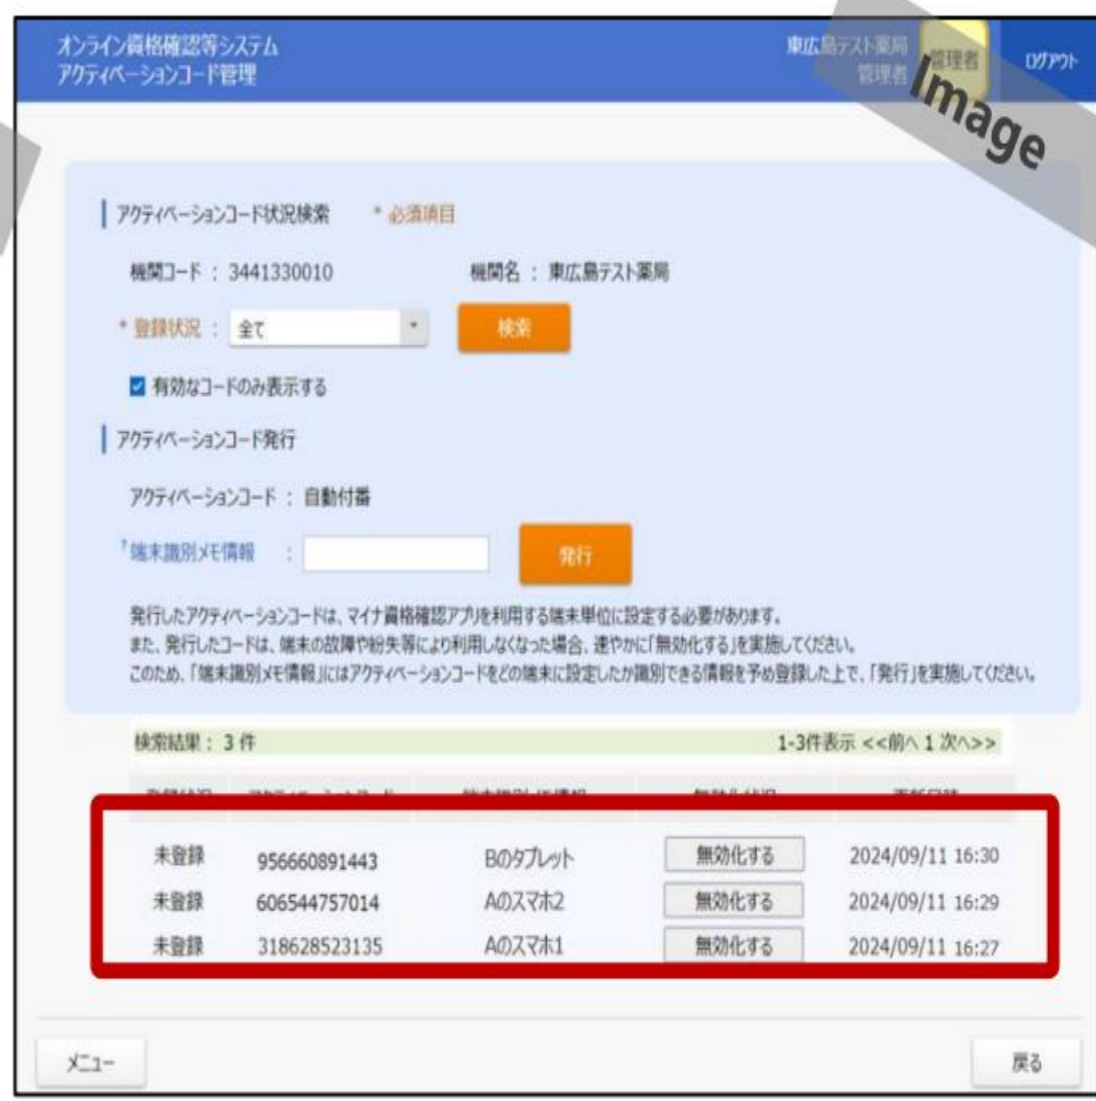 オンライン資格確認等システム
アクティベーションコード管理
東広島テスト薬局
管理者
管理者
ログアウト
Image
アクティベーションコード状況検索 * 必須項目
機関コード : 3441330010 機関名 : 東広島テスト薬局
* 登録状況 : 全て 検索
有効なコードのみ表示する
アクティベーションコード発行
アクティベーションコード : 自動付番
?端末識別メモ情報 : 発行
発行したアクティベーションコードは、マイナ資格確認アプリを利用する端末単位に設定する必要があります。
また、発行したコードは、端末の故障や紛失等により利用しなくなった場合、速やかに「無効化する」を実施してください。
このため、「端末識別メモ情報」にはアクティベーションコードをどの端末に設定したか識別できる情報を予め登録した上で、「発行」を実施してください。
検索結果: 3 件 1-3件表示 <<前へ 1 次へ>>
未登録 956660891443 Bのタブレット 無効化する 2024/09/11 16:30
未登録 606544757014 Aのスマホ2 無効化する 2024/09/11 16:29
未登録 318628523135 Aのスマホ1 無効化する 2024/09/11 16:27
メニュー 戻る